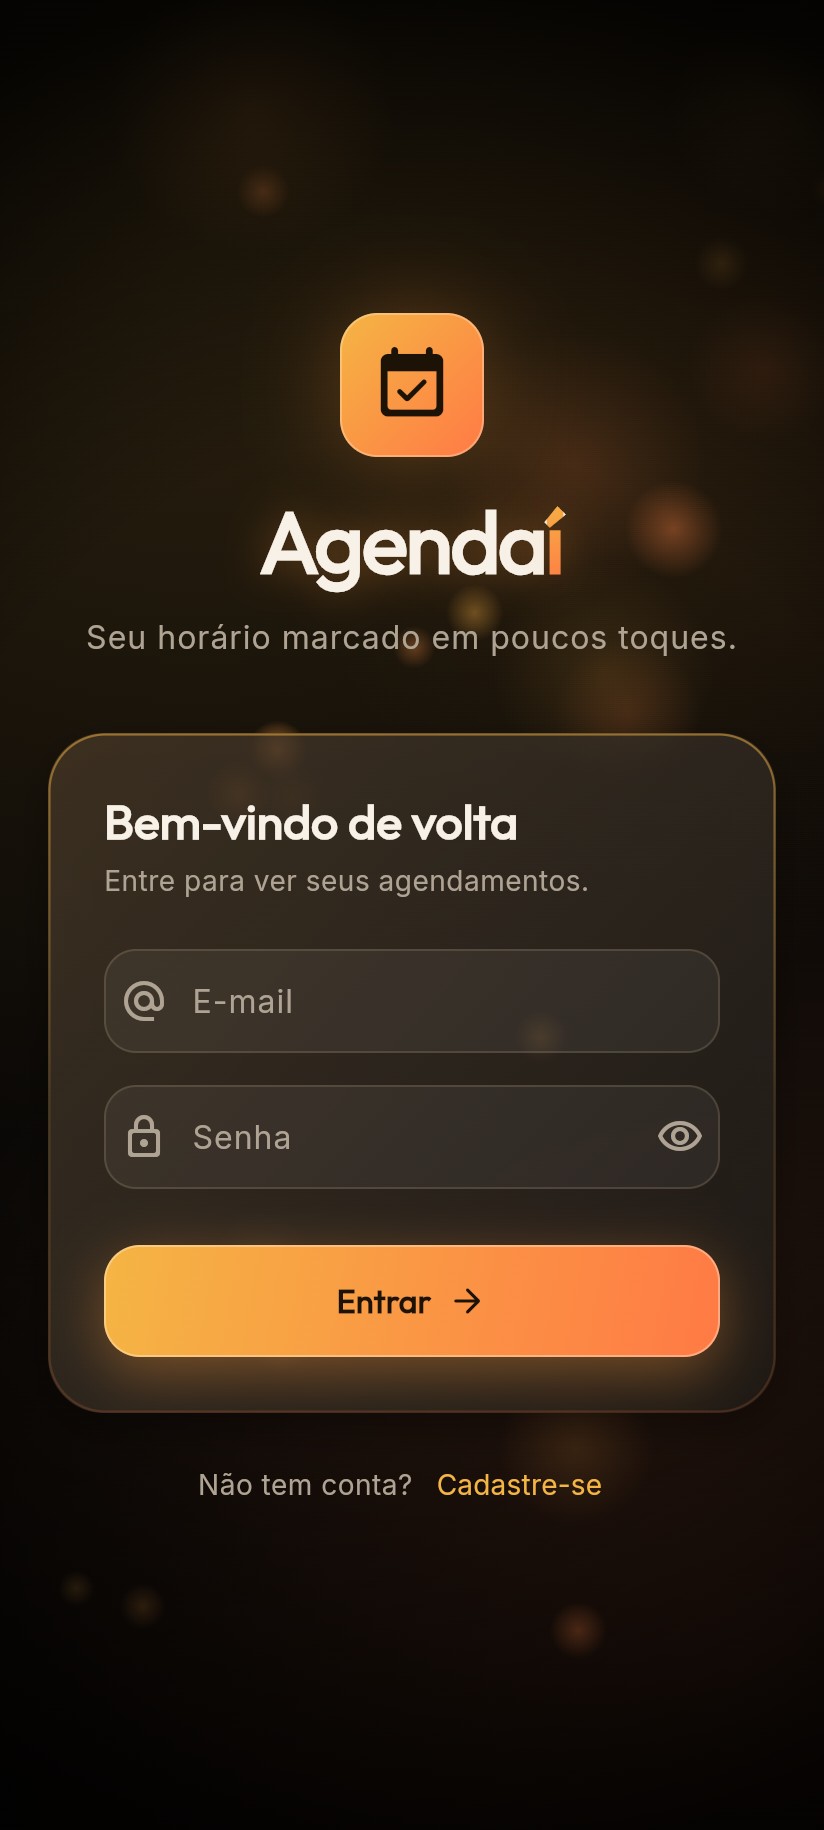 Agendaí
Seu horário marcado em poucos toques.
Bem-vindo de volta
Entre para ver seus agendamentos.
E-mail
Senha
Entrar
Não tem conta? Cadastre-se